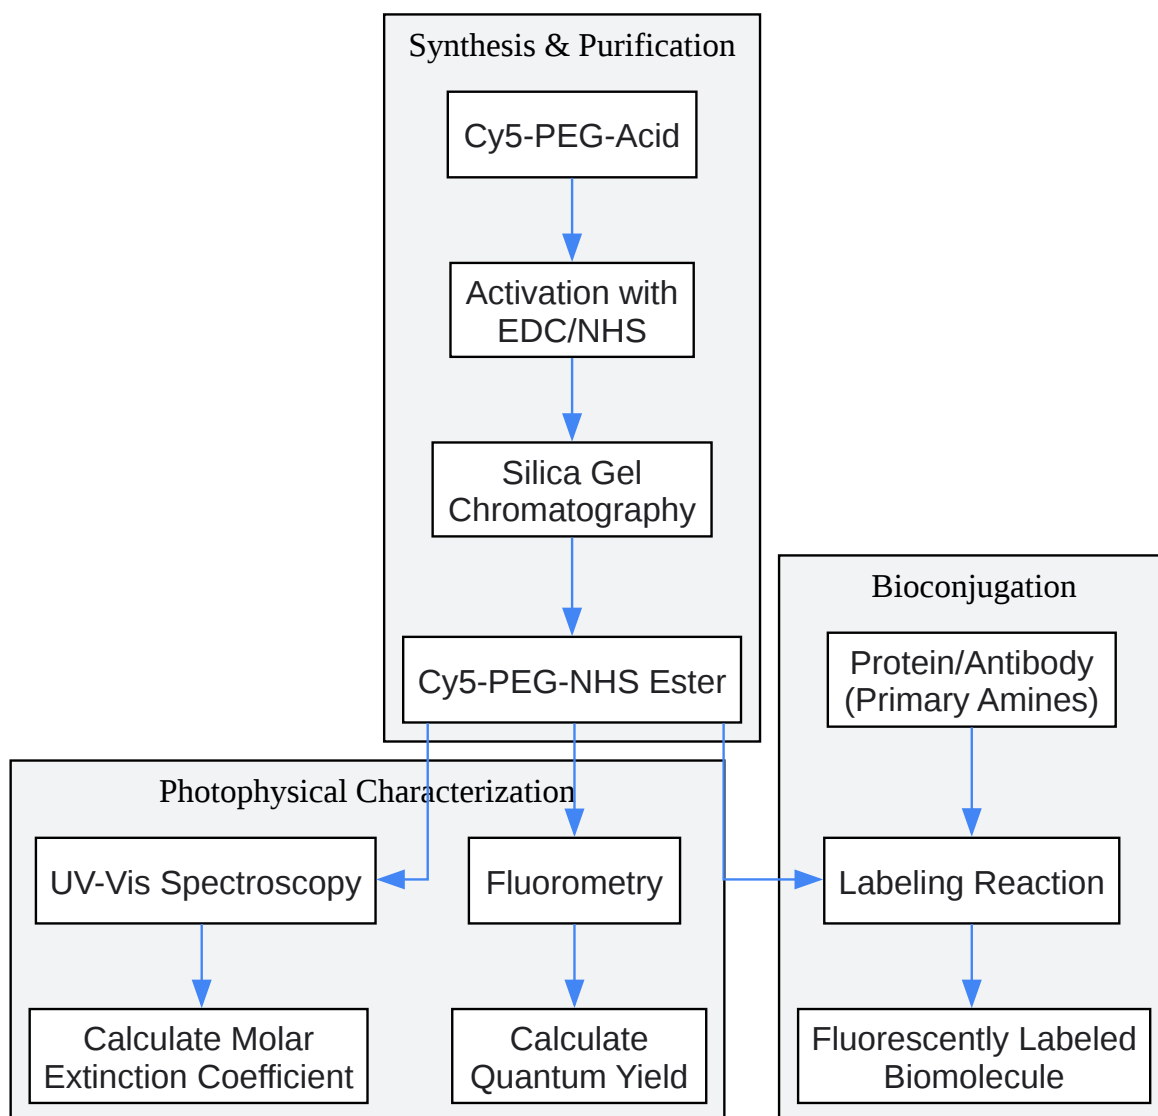 Synthesis & Purification
Cy5-PEG-Acid
Activation with
EDC/NHS
Silica Gel
Chromatography
Cy5-PEG-NHS Ester
Photophysical Characterization
UV-Vis Spectroscopy
Fluorometry
Calculate Molar
Extinction Coefficient
Calculate
Quantum Yield
Bioconjugation
Protein/Antibody
(Primary Amines)
Labeling Reaction
Fluorescently Labeled
Biomolecule